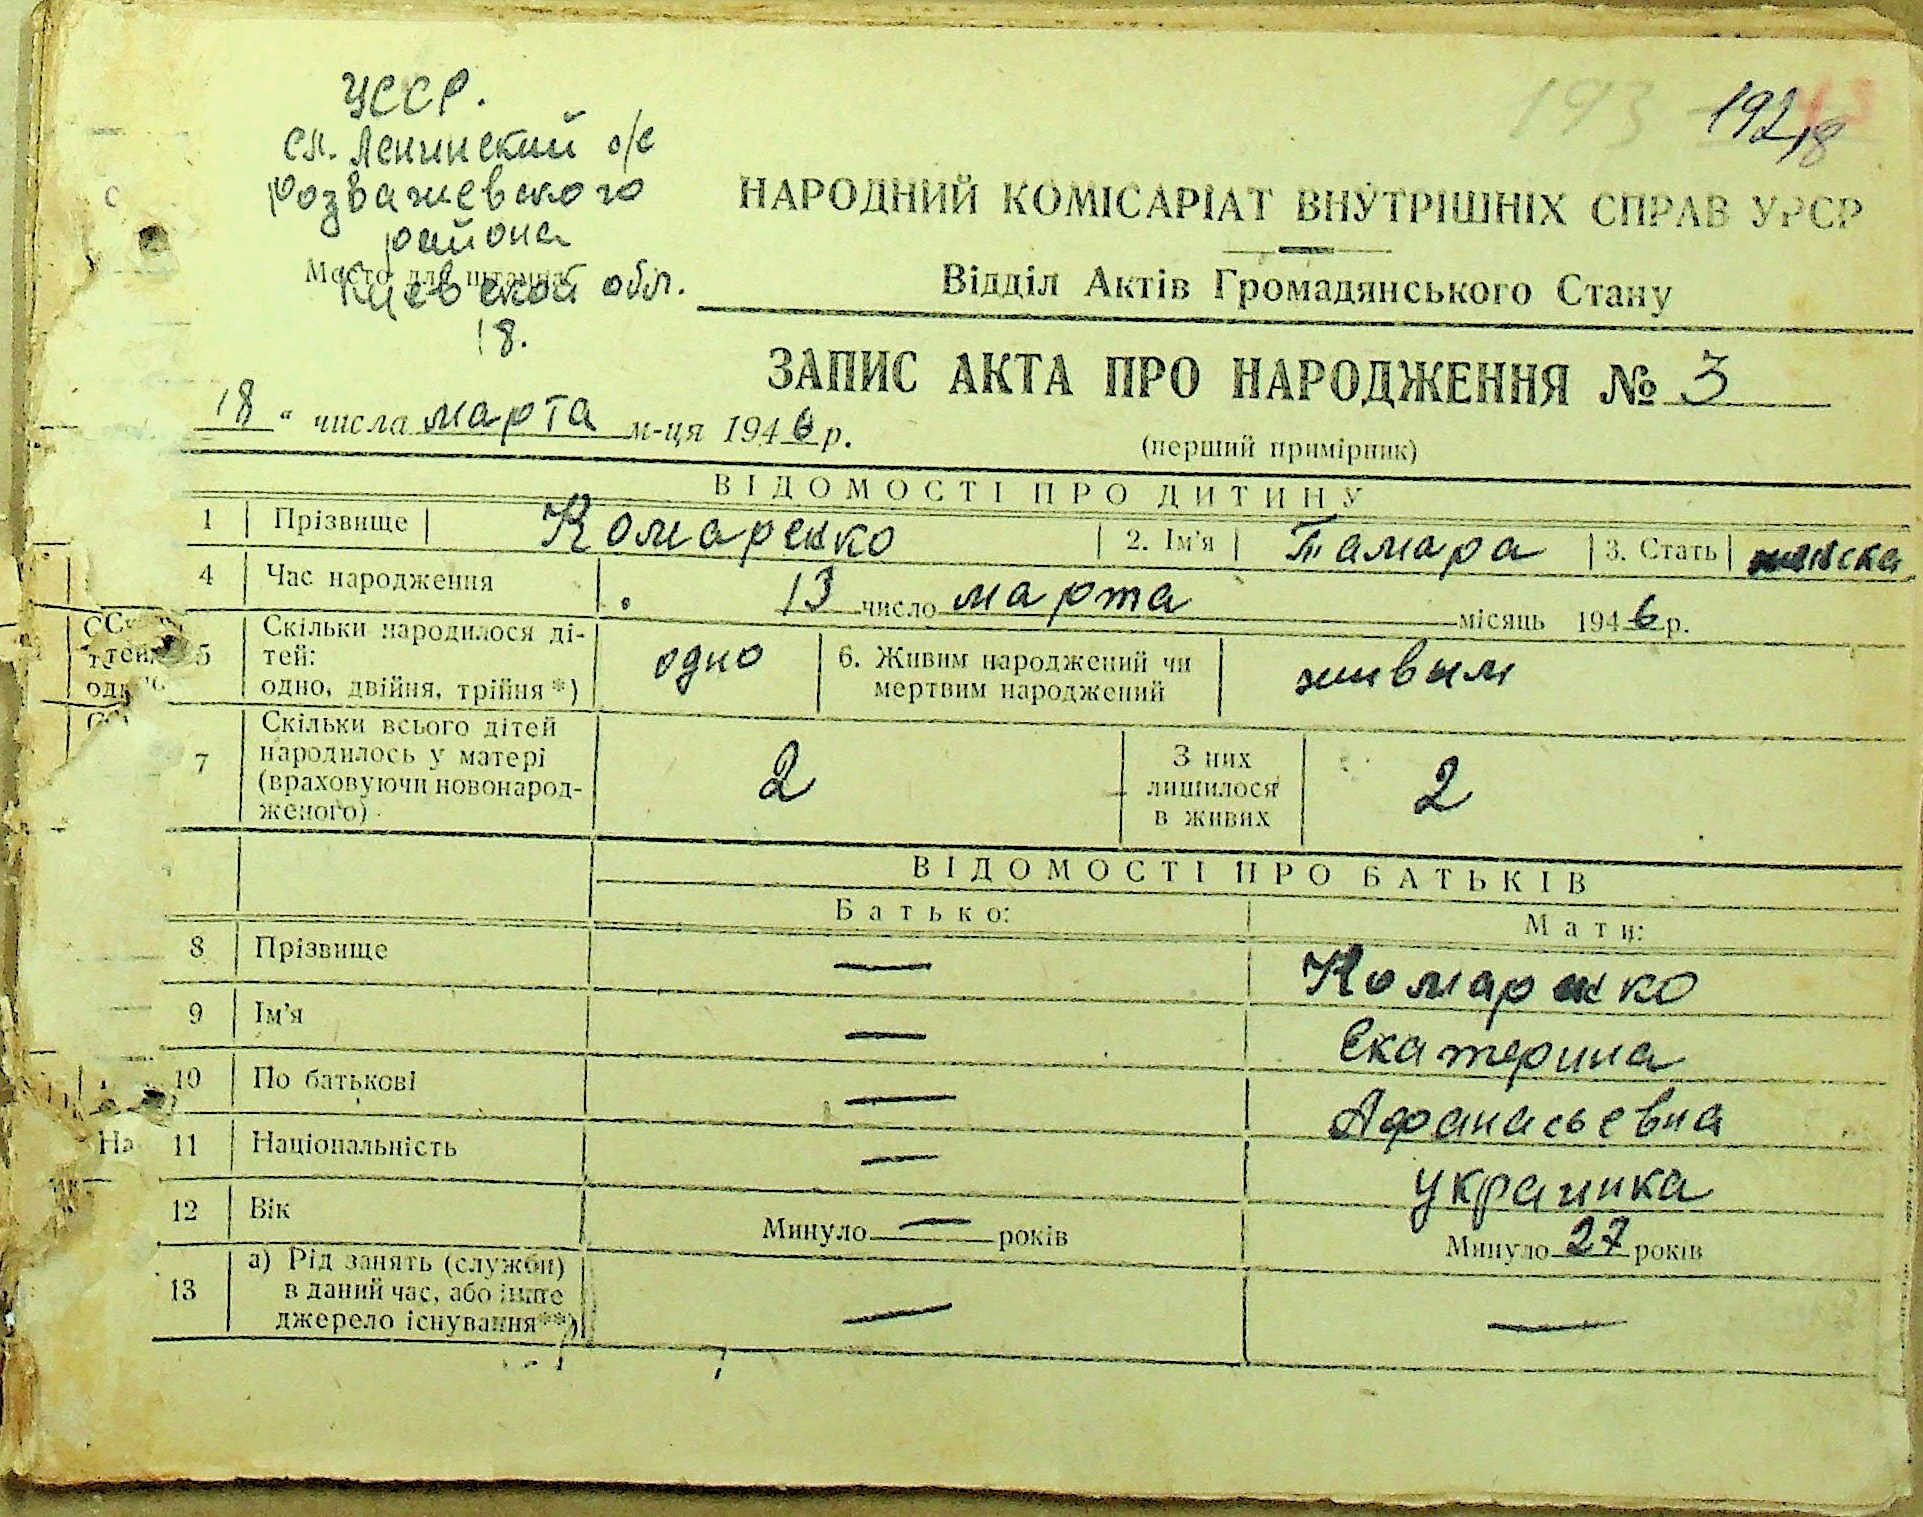 УССР.
сл. Ленинский с/с
Розважевского
района
Киевской обл.
18.
193
192
Место для штампа
НАРОДНИЙ КОМІСАРІАТ ВНУТРІШНІХ СПРАВ УРСР
Відділ Актів Громадянського Стану
ЗАПИС АКТА ПРО НАРОДЖЕННЯ № 3
18 " числа марта м-ця 1946 р.
(перший примірник)
ВІДОМОСТІ ПРО ДИТИНУ
1 Прізвище Комаренко 2. Ім'я Тамара 3. Стать женска
4 Час народження 13 число марта місяць 1946 р.
5 Скільки народилося ді-
тей:
одно, двійня, трійня*) одно 6. Живим народжений чи
мертвим народжений живым
7 Скільки всього дітей
народилось у матері
(враховуючи новонарод-
женого) 2 З них
лишилося
в живих 2
ВІДОМОСТІ ПРО БАТЬКІВ
Батько: Мати:
8 Прізвище — Комаренко
9 Ім'я — Екатерина
10 По батькові — Афанасьевна
11 Національність — украинка
12 Вік Минуло — років Минуло 27 років
13 а) Рід занять (служби)
в даний час, або інше
джерело існування**) — —